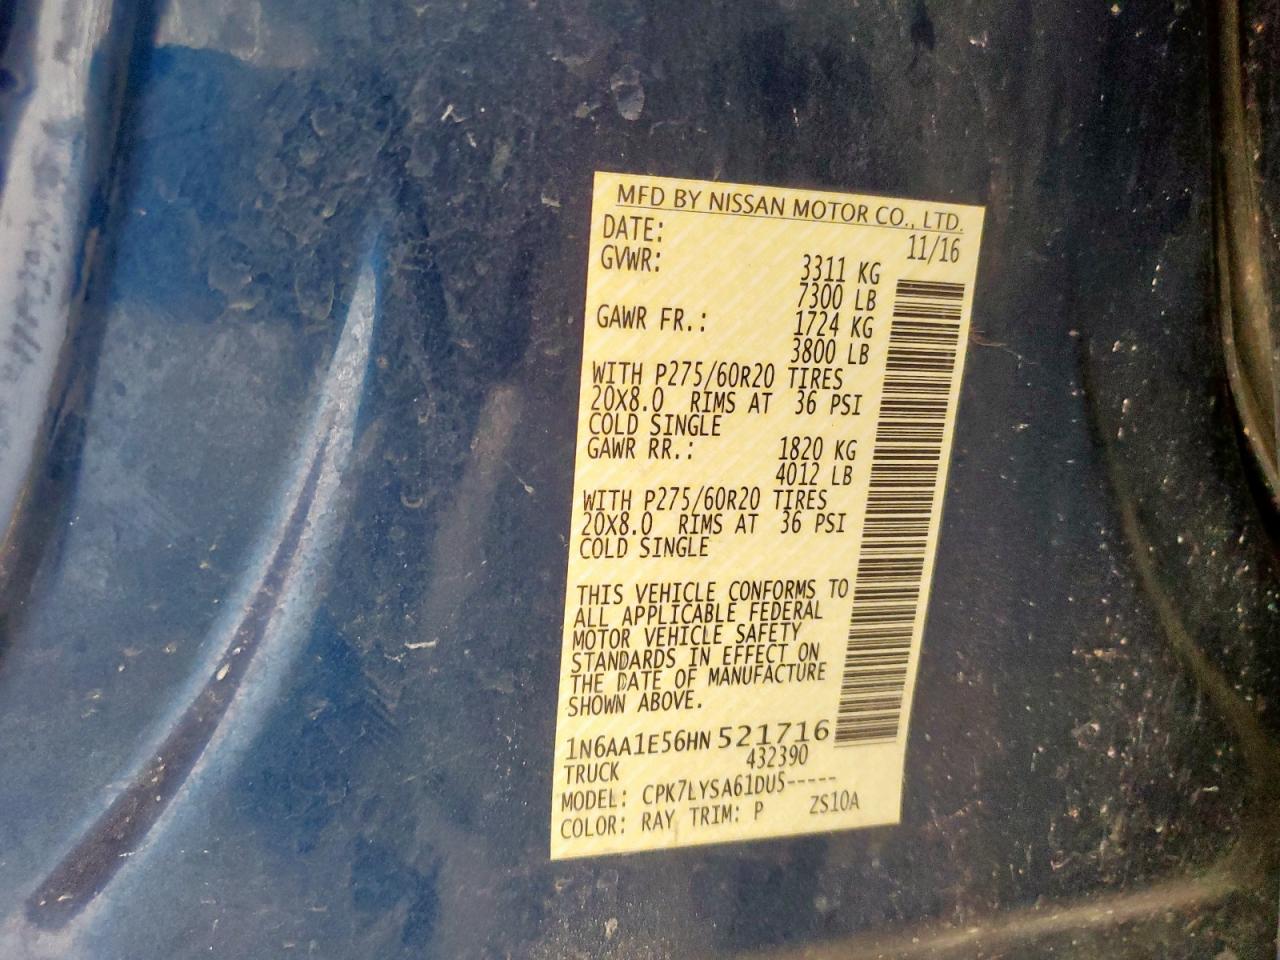 MFD BY NISSAN MOTOR CO., LTD.
DATE: 11/16
GVWR: 3311 KG
7300 LB
GAWR FR.: 1724 KG
3800 LB
WITH P275/60R20 TIRES
20X8.0 RIMS AT 36 PSI
COLD SINGLE
GAWR RR.: 1820 KG
4012 LB
WITH P275/60R20 TIRES
20X8.0 RIMS AT 36 PSI
COLD SINGLE
THIS VEHICLE CONFORMS TO
ALL APPLICABLE FEDERAL
MOTOR VEHICLE SAFETY
STANDARDS IN EFFECT ON
THE DATE OF MANUFACTURE
SHOWN ABOVE.
1N6AA1E56HN521716
TRUCK 432390
MODEL: CPK7LYSA61DU5-----
COLOR: RAY TRIM: P ZS10A